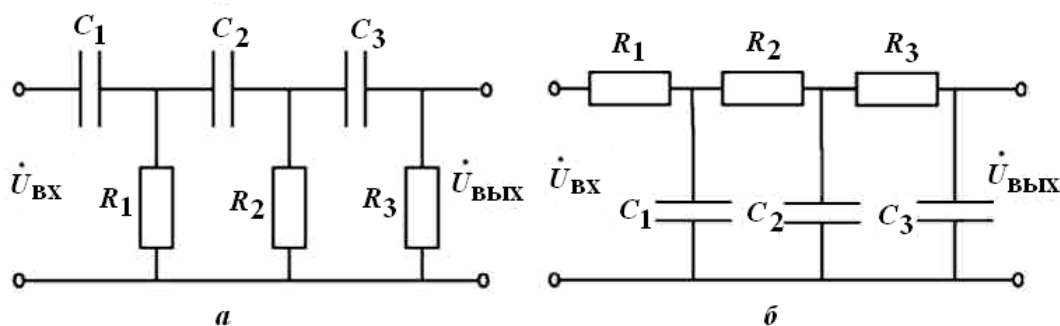 C1 C2 C3
R1 R2 R3
U̇вх R1 R2 R3 U̇вых
U̇вх C1 C2 C3 U̇вых
а б